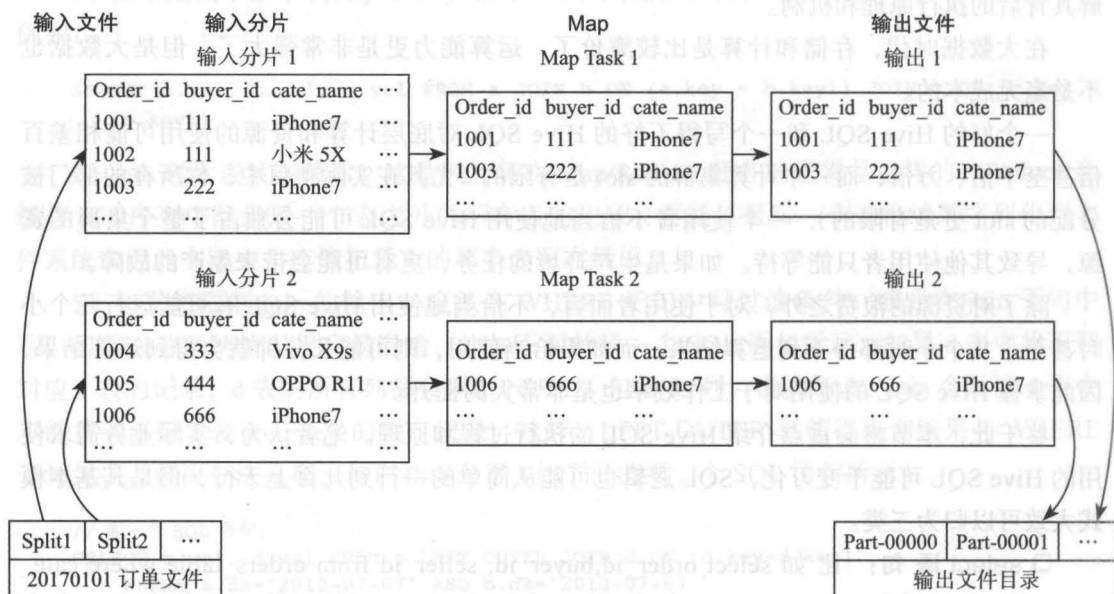 输入文件 输入分片 Map 输出文件
输入分片 1 Map Task 1 输出 1
Order_id buyer_id cate_name ...
1001 111 iPhone7 ...
1002 111 小米 5X ...
1003 222 iPhone7 ...
... ... ...
Order_id buyer_id cate_name
1001 111 iPhone7
1003 222 iPhone7
... ... ...
Order_id buyer_id cate_name
1001 111 iPhone7
1003 222 iPhone7
... ... ...
输入分片 2 Map Task 2 输出 2
Order_id buyer_id cate_name
1004 333 Vivo X9s ...
1005 444 OPPO R11 ...
1006 666 iPhone7 ...
... ... ... ...
Order_id buyer_id cate_name
1006 666 iPhone7
... ... ...
Order_id buyer_id cate_name
1006 666 iPhone7
... ... ...
Split1 Split2 ...
20170101 订单文件
Part-00000 Part-00001 ...
输出文件目录